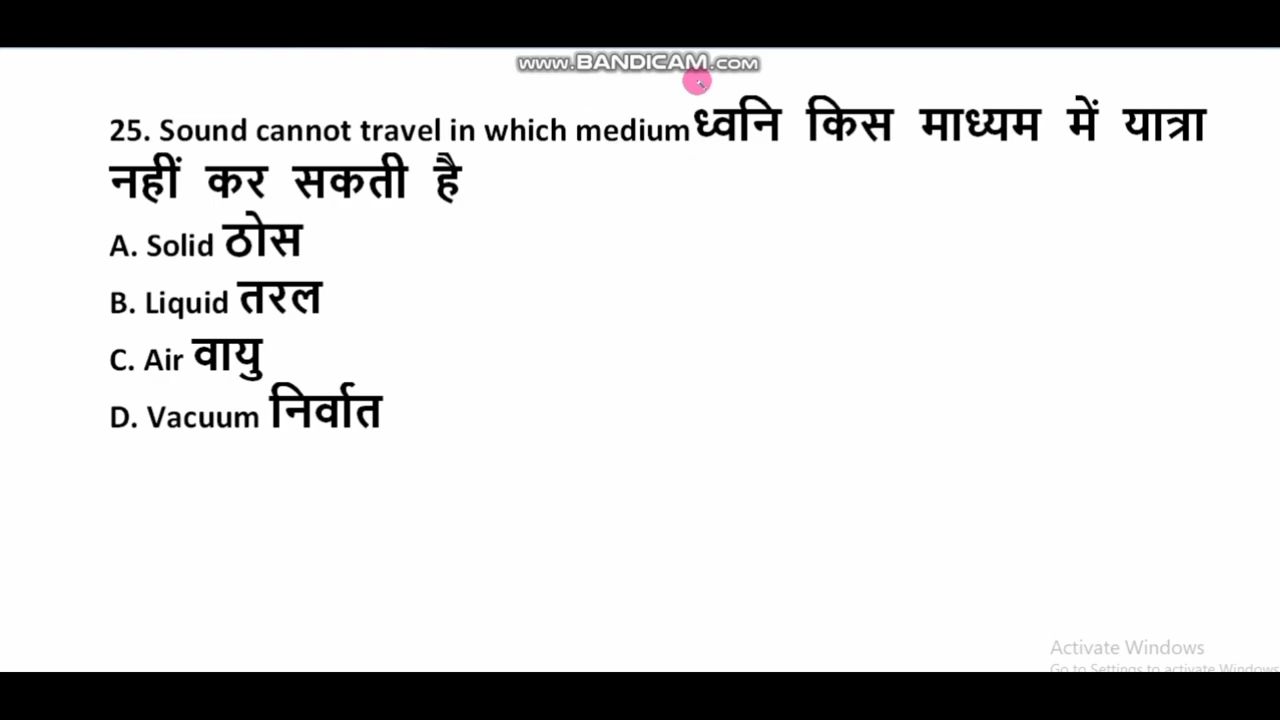 www.BANDICAM.com
25. Sound cannot travel in which medium ध्वनि किस माध्यम में यात्रा
नहीं कर सकती है
A. Solid ठोस
B. Liquid तरल
C. Air वायु
D. Vacuum निर्वात
Activate Windows
Go to Settings to activate Windows